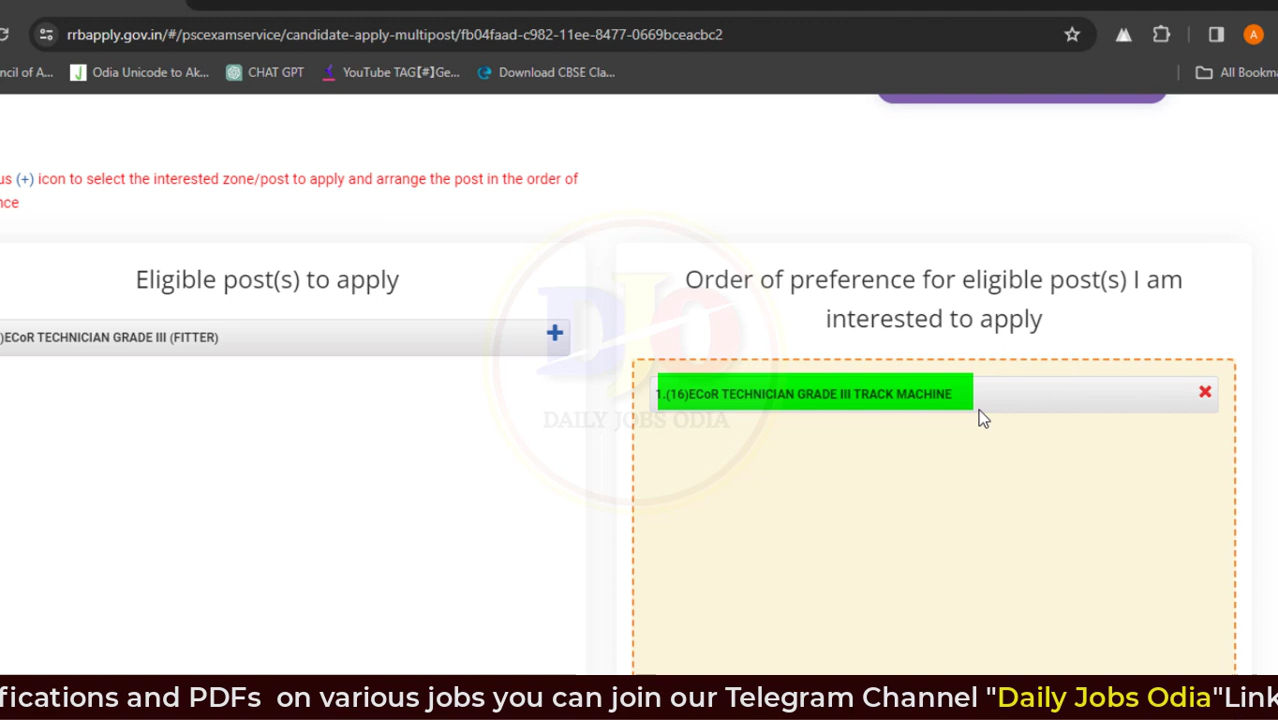 rrbapply.gov.in/#/pscexamservice/candidate-apply-multipost/fb04faad-c982-11ee-8477-0669bceacbc2
A
ncil of A... Odia Unicode to Ak... CHAT GPT YouTube TAG【#】Ge... Download CBSE Cla... All Bookma
us (+) icon to select the interested zone/post to apply and arrange the post in the order of
nce
Eligible post(s) to apply
)ECoR TECHNICIAN GRADE III (FITTER)
Order of preference for eligible post(s) I am
interested to apply
1.(16)ECoR TECHNICIAN GRADE III TRACK MACHINE
DJO
DAILY JOBS ODIA
fications and PDFs on various jobs you can join our Telegram Channel "Daily Jobs Odia"Link